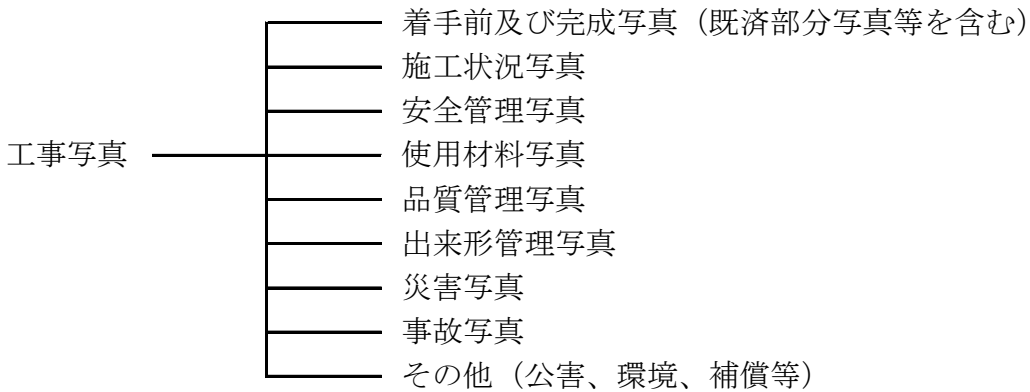 着手前及び完成写真（既済部分写真等を含む）
施工状況写真
安全管理写真
工事写真
使用材料写真
品質管理写真
出来形管理写真
災害写真
事故写真
その他（公害、環境、補償等）